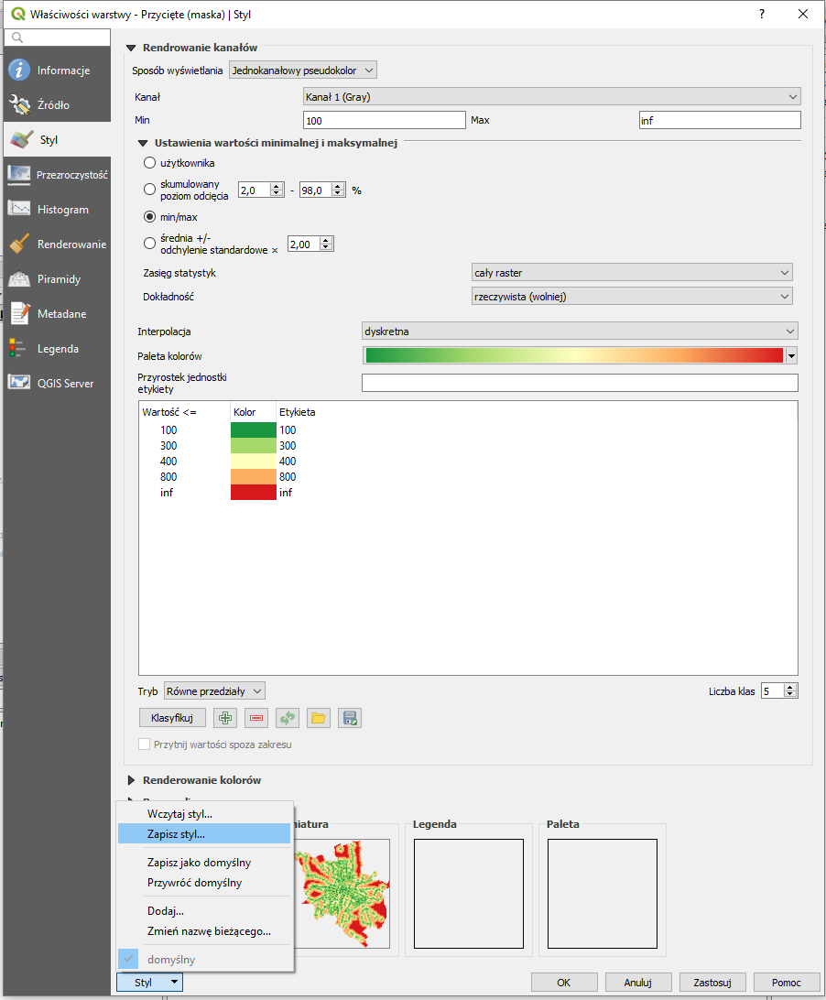 Właściwości warstwy - Przycięte (maska) | Styl
Informacje
Źródło
Styl
Przezroczystość
Histogram
Renderowanie
Piramidy
Metadane
Legenda
QGIS Server
Rendrowanie kanałów
Sposób wyświetlania Jednokanałowy pseudokolor
Kanał Kanał 1 (Gray)
Min 100 Max inf
Ustawienia wartości minimalnej i maksymalnej
użytkownika
skumulowany
poziom odcięcia 2,0 - 98,0 %
min/max
średnia +/-
odchylenie standardowe × 2,00
Zasięg statystyk cały raster
Dokładność rzeczywista (wolniej)
Interpolacja dyskretna
Paleta kolorów
Przyrostek jednostki
etykiety
Wartość <= Kolor Etykieta
100 100
300 300
400 400
800 800
inf inf
Tryb Równe przedziały Liczba klas 5
Klasyfikuj
Przytnij wartości spoza zakresu
Renderowanie kolorów
Wczytaj styl...
Zapisz styl...
Zapisz jako domyślny
Przywróć domyślny
Dodaj...
Zmień nazwę bieżącego...
domyślny
iatura Legenda Paleta
Styl OK Anuluj Zastosuj Pomoc